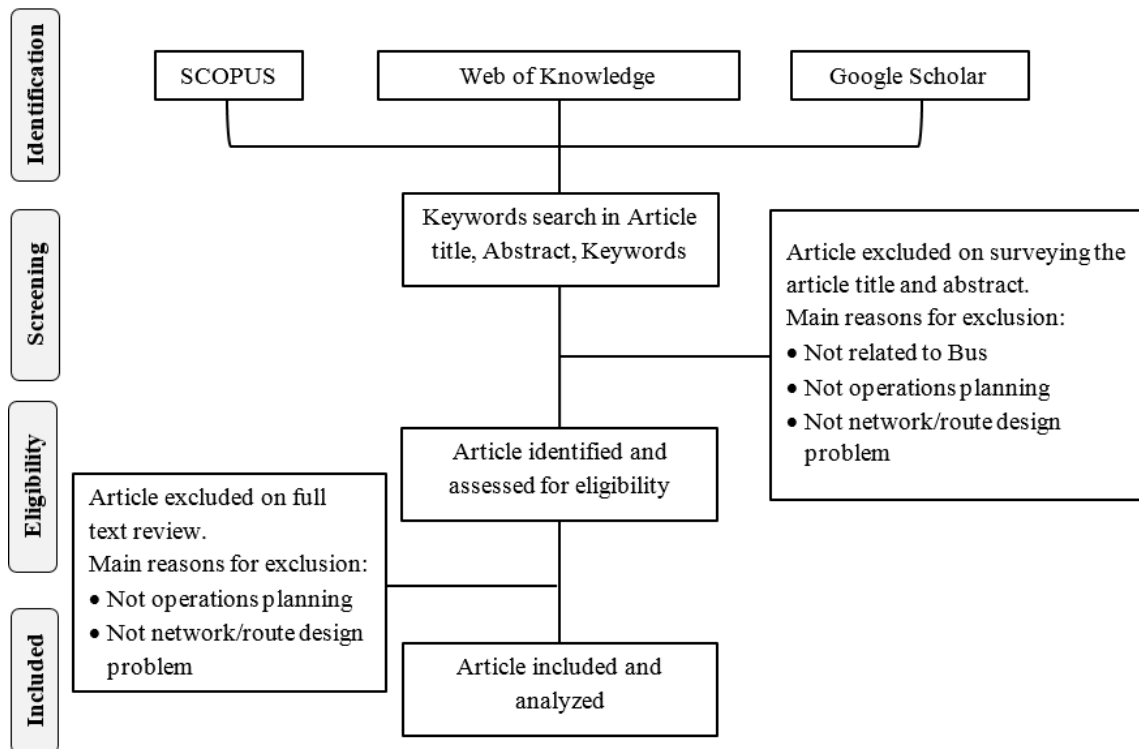 Identification
SCOPUS
Web of Knowledge
Google Scholar
Screening
Keywords search in Article
title, Abstract, Keywords
Article excluded on surveying the
article title and abstract.
Main reasons for exclusion:
• Not related to Bus
• Not operations planning
• Not network/route design
problem
Eligibility
Article identified and
assessed for eligibility
Article excluded on full
text review.
Main reasons for exclusion:
• Not operations planning
• Not network/route design
problem
Included
Article included and
analyzed